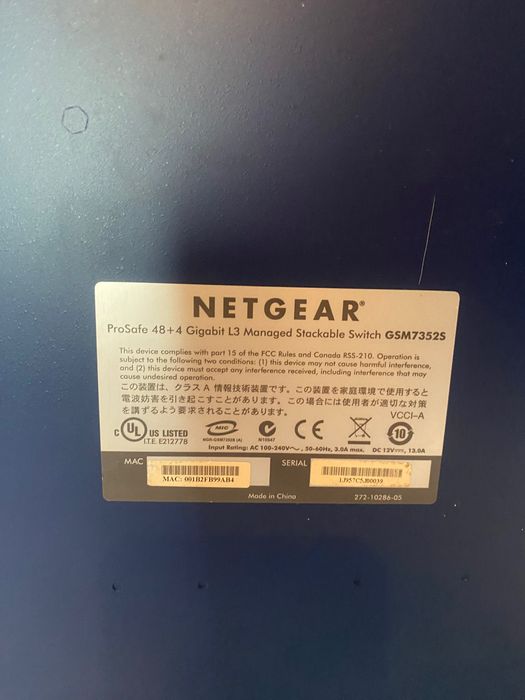 NETGEAR®
ProSafe 48+4 Gigabit L3 Managed Stackable Switch GSM7352S
This device complies with part 15 of the FCC Rules and Canada RSS-210. Operation is
subject to the following two conditions: (1) this device may not cause harmful interference,
and (2) this device must accept any interference received, including interference that may
cause undesired operation.
この装置は、クラス A 情報技術装置です。この装置を家庭環境で使用すると
電波妨害を引き起こすことがあります。この場合には使用者が適切な対策
を講ずるよう要求されることがあります。
VCCI-A
C UL US LISTED
I.T.E. E212778
MIC
N10947
CE
10
Input Rating: AC 100-240V~, 50-60Hz, 3.0A max. DC 12V⎓, 13.0A
MAC
MAC: 001B2FB99AB4
SERIAL
1J957C5J00039
Made in China
272-10286-05